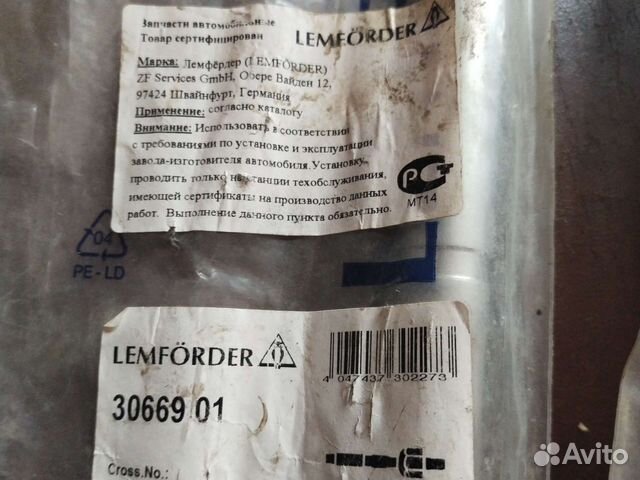 Запчасти автомобильные
Товар сертифицирован
LEMFÖRDER
Марка: Лемфёрдер (LEMFÖRDER)
ZF Services GmbH, Обере Вайден 12,
97424 Швайнфурт, Германия
Применение: согласно каталогу
Внимание: Использовать в соответствии
с требованиями по установке и эксплуатации
завода-изготовителя автомобиля. Установку
проводить только на станции техобслуживания,
имеющей сертификаты на производство данных
работ. Выполнение данного пункта обязательно.
РСТ
МТ14
04
PE-LD
LEMFÖRDER
4 047437 302273
30669 01
Cross.No.:
Avito